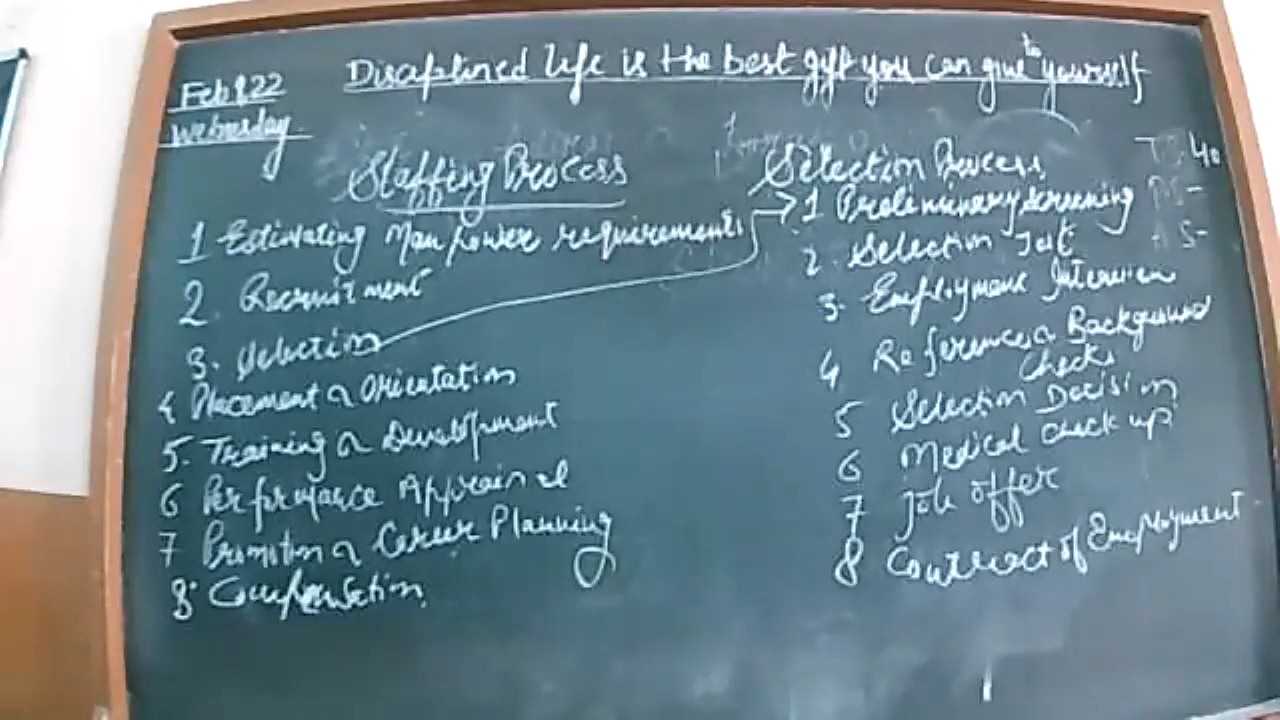 Disciplined life is the best gift you can give to yourself
Feb 9, 22
Wednesday
Staffing Process
1 Estimating Man power requirements
2. Recruitment
3. Selection
4 Placement & Orientation
5. Training & Development
6 Performance Appraisal
7 Promotion & Career Planning
8. Compensation
Selection Process
1 Preliminary screening
2. Selection Test
3. Employment Interview
4 Reference & Background
Checks
5 Selection Decision
6 Medical check up
7 Job offer
8 Contract of Employment
40